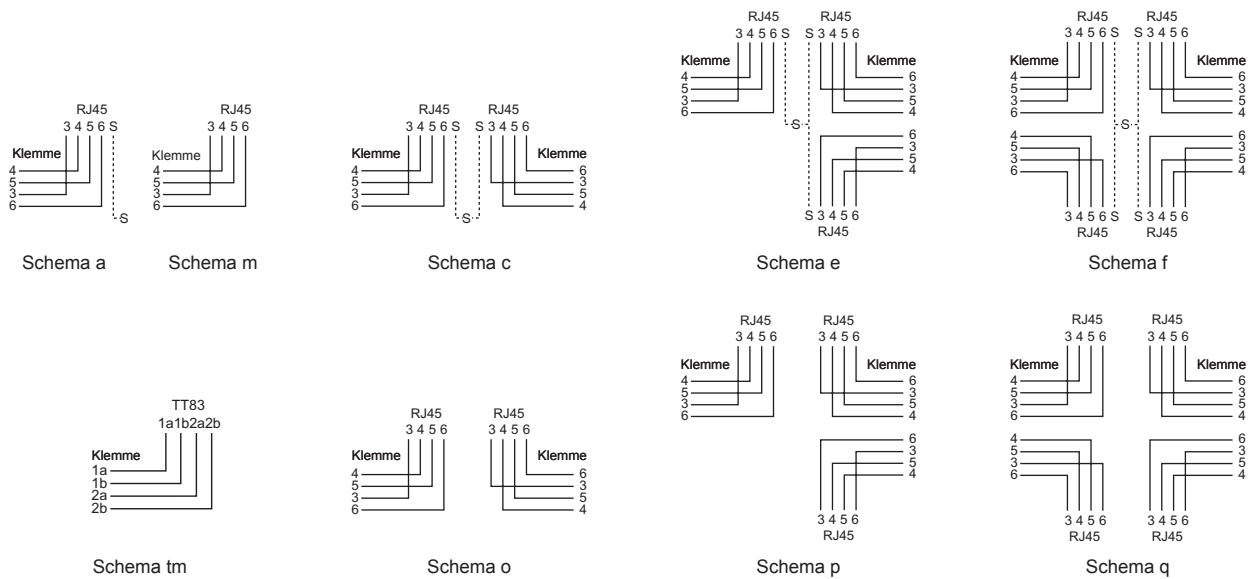 RJ45
3 4 5 6 S
Klemme
4
5
3
6
S
Schema a
RJ45
3 4 5 6
Klemme
4
5
3
6
Schema m
RJ45 RJ45
3 4 5 6 S S 3 4 5 6
Klemme Klemme
4 6
5 3
3 5
6 4
S
Schema c
RJ45 RJ45
3 4 5 6 S S 3 4 5 6
Klemme Klemme
4 6
5 3
3 5
6 4
S
6
3
5
4
S 3 4 5 6
RJ45
Schema e
RJ45 RJ45
3 4 5 6 S S 3 4 5 6
Klemme Klemme
4 6
5 3
3 5
6 4
S
4 6
5 3
3 5
6 4
3 4 5 6 S S 3 4 5 6
RJ45 RJ45
Schema f
TT83
1a1b2a2b
Klemme
1a
1b
2a
2b
Schema tm
RJ45 RJ45
3 4 5 6 3 4 5 6
Klemme Klemme
4 6
5 3
3 5
6 4
Schema o
RJ45 RJ45
3 4 5 6 3 4 5 6
Klemme Klemme
4 6
5 3
3 5
6 4
6
3
5
4
3 4 5 6
RJ45
Schema p
RJ45 RJ45
3 4 5 6 3 4 5 6
Klemme Klemme
4 6
5 3
3 5
6 4
4 6
5 3
3 5
6 4
3 4 5 6 3 4 5 6
RJ45 RJ45
Schema q